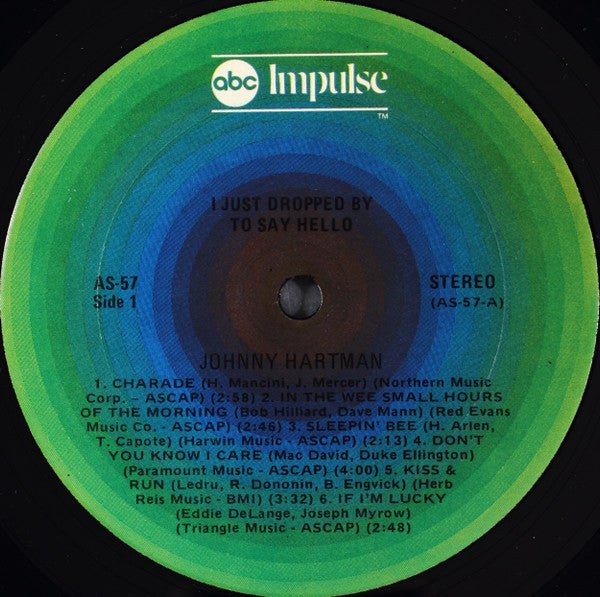 abc Impulse
TM
I JUST DROPPED BY
TO SAY HELLO
AS-57
Side 1
STEREO
(AS-57-A)
JOHNNY HARTMAN
1. CHARADE (H. Mancini, J. Mercer) (Northern Music
Corp. – ASCAP) (2:58) 2. IN THE WEE SMALL HOURS
OF THE MORNING (Bob Hilliard, Dave Mann) (Red Evans
Music Co. - ASCAP) (2:46) 3. SLEEPIN' BEE (H. Arlen,
T. Capote) (Harwin Music - ASCAP) (2:13) 4. DON'T
YOU KNOW I CARE (Mac David, Duke Ellington)
(Paramount Music - ASCAP) (4:00) 5. KISS &
RUN (Ledru, R. Dononin, B. Engvick) (Herb
Reis Music - BMI) (3:32) 6. IF I'M LUCKY
(Eddie DeLange, Joseph Myrow)
(Triangle Music - ASCAP) (2:48)